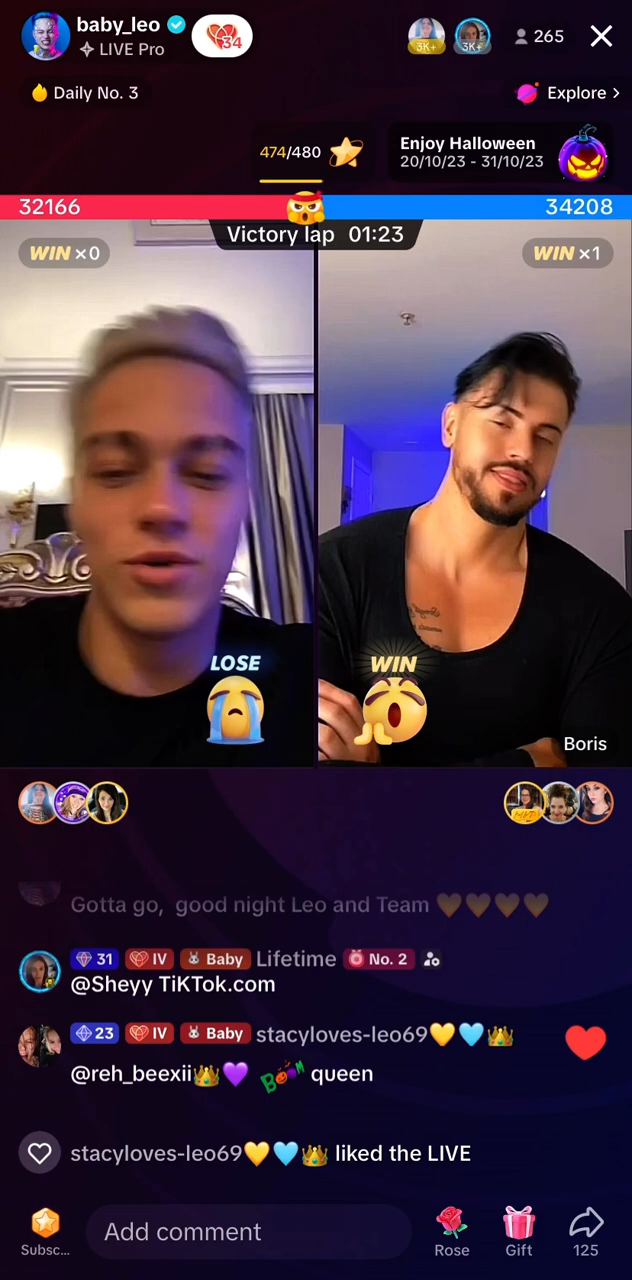 baby_leo
LIVE Pro
34
3K+
3K+
265
Daily No. 3
Explore >
474/480
Enjoy Halloween
20/10/23 - 31/10/23
32166
34208
Victory lap 01:23
WIN ×0
WIN ×1
LOSE
WIN
Boris
Gotta go, good night Leo and Team 💛💛💛💛
31 IV Baby Lifetime No. 2
@Sheyy TiKTok.com
23 IV Baby stacyloves-leo69💛🩵👑
@reh_beexii👑💜 BOOM queen
stacyloves-leo69💛🩵👑 liked the LIVE
Subsc...
Add comment
Rose
Gift
125